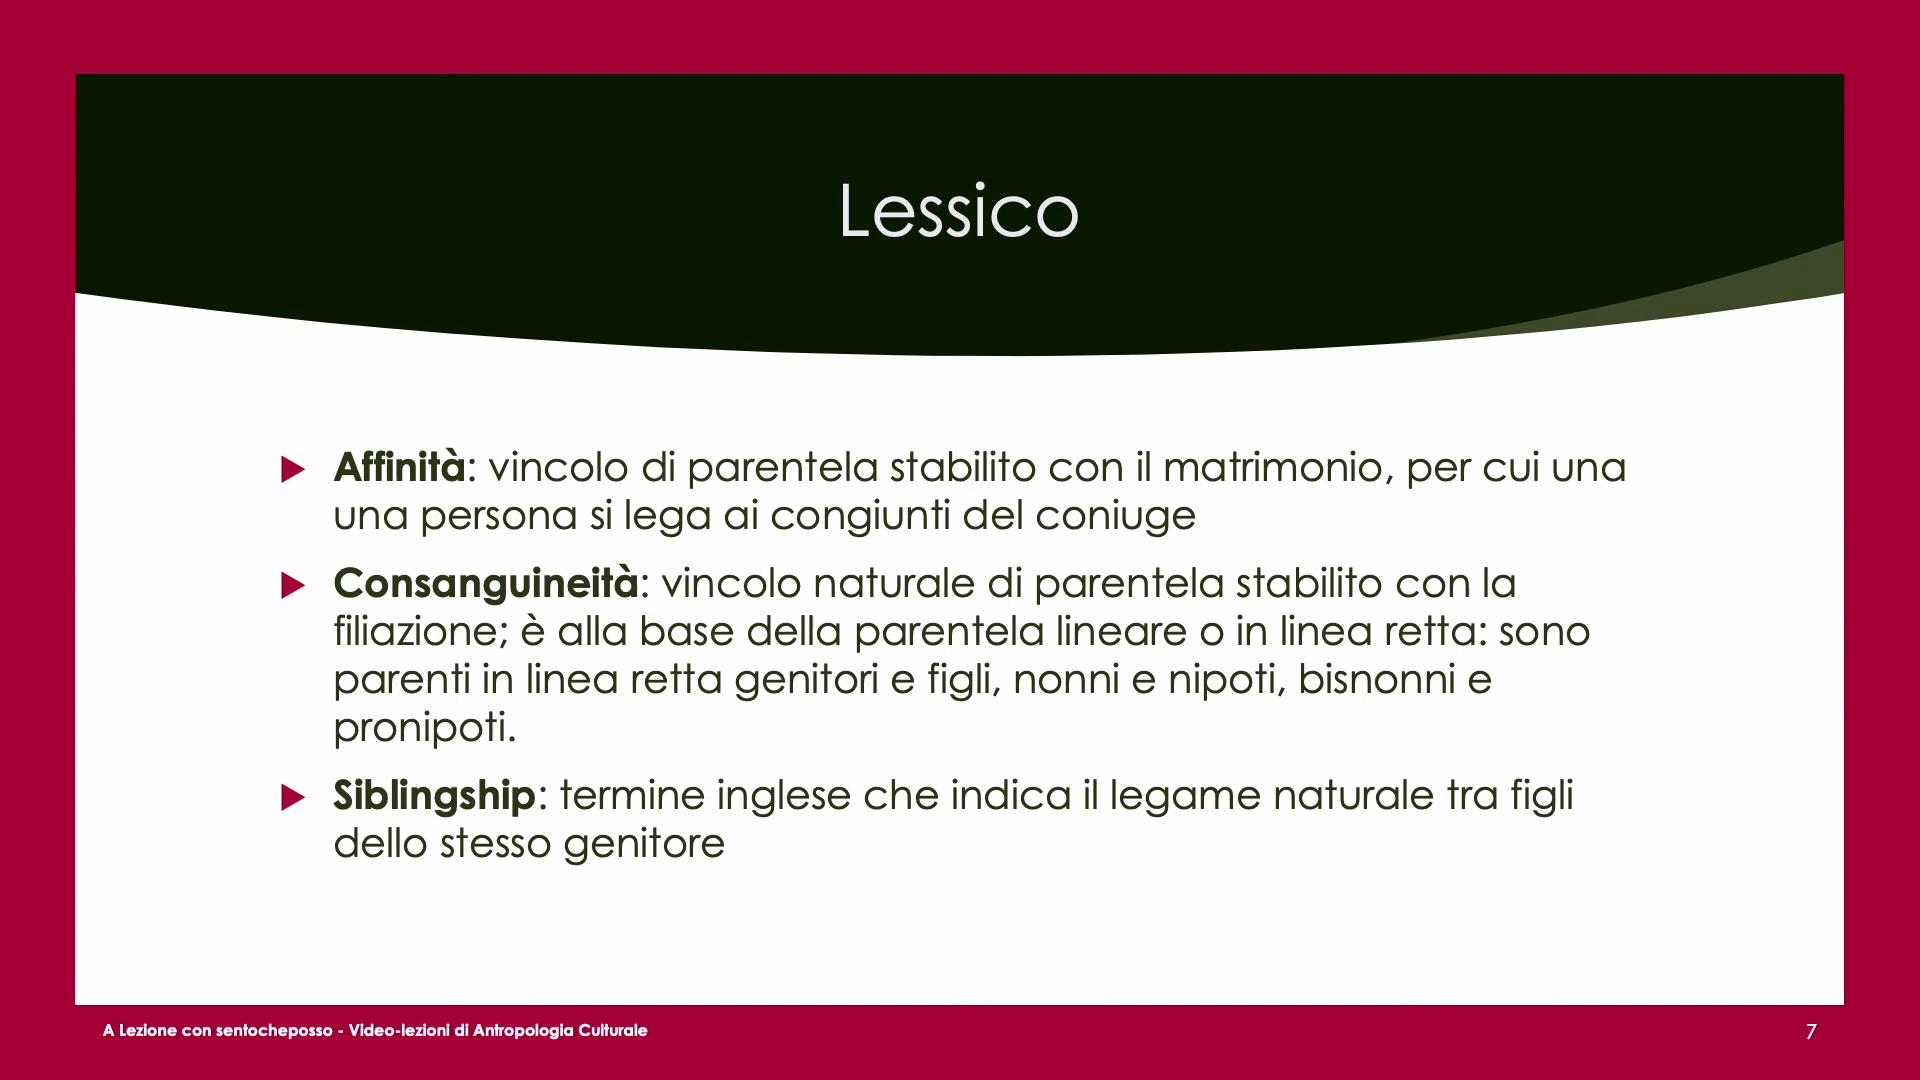 Lessico
Affinità: vincolo di parentela stabilito con il matrimonio, per cui una
una persona si lega ai congiunti del coniuge
Consanguineità: vincolo naturale di parentela stabilito con la
filiazione; è alla base della parentela lineare o in linea retta: sono
parenti in linea retta genitori e figli, nonni e nipoti, bisnonni e
pronipoti.
Siblingship: termine inglese che indica il legame naturale tra figli
dello stesso genitore
A Lezione con sentocheposso - Video-lezioni di Antropologia Culturale
7